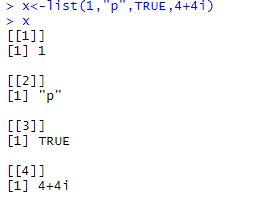 > x<-list(1,"p",TRUE,4+4i)
> x
[[1]]
[1] 1
[[2]]
[1] "p"
[[3]]
[1] TRUE
[[4]]
[1] 4+4i